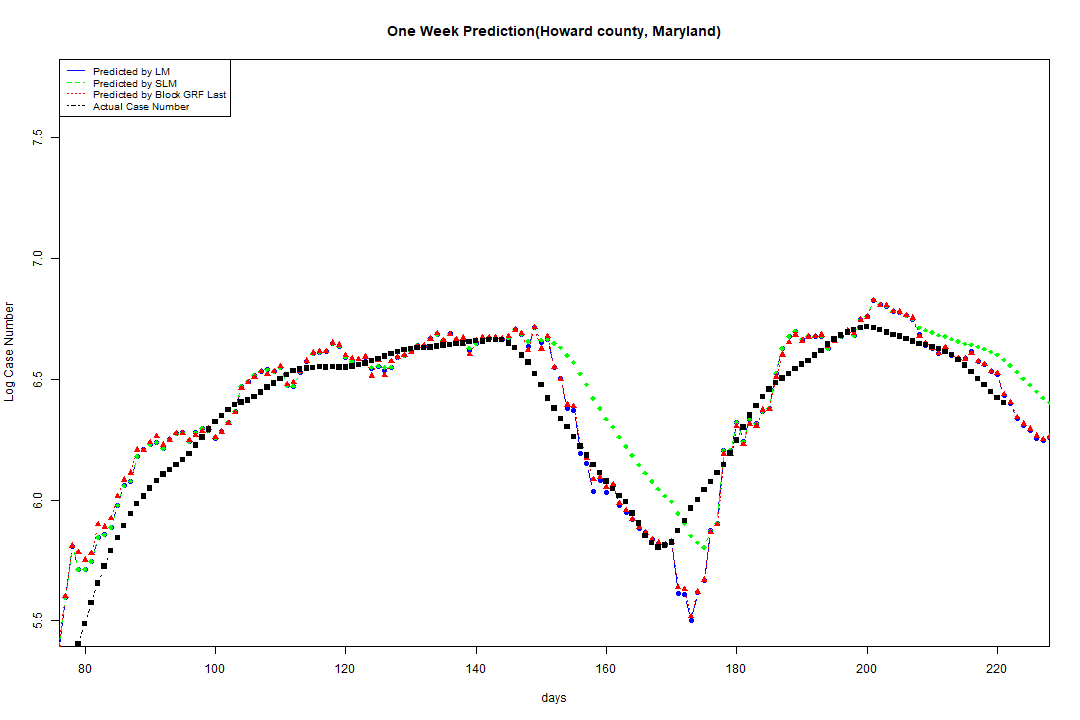 One Week Prediction(Howard county, Maryland)
Predicted by LM
Predicted by SLM
Predicted by Block GRF Last
Actual Case Number
7.5
7.0
6.5
6.0
5.5
Log Case Number
80 100 120 140 160 180 200 220
days